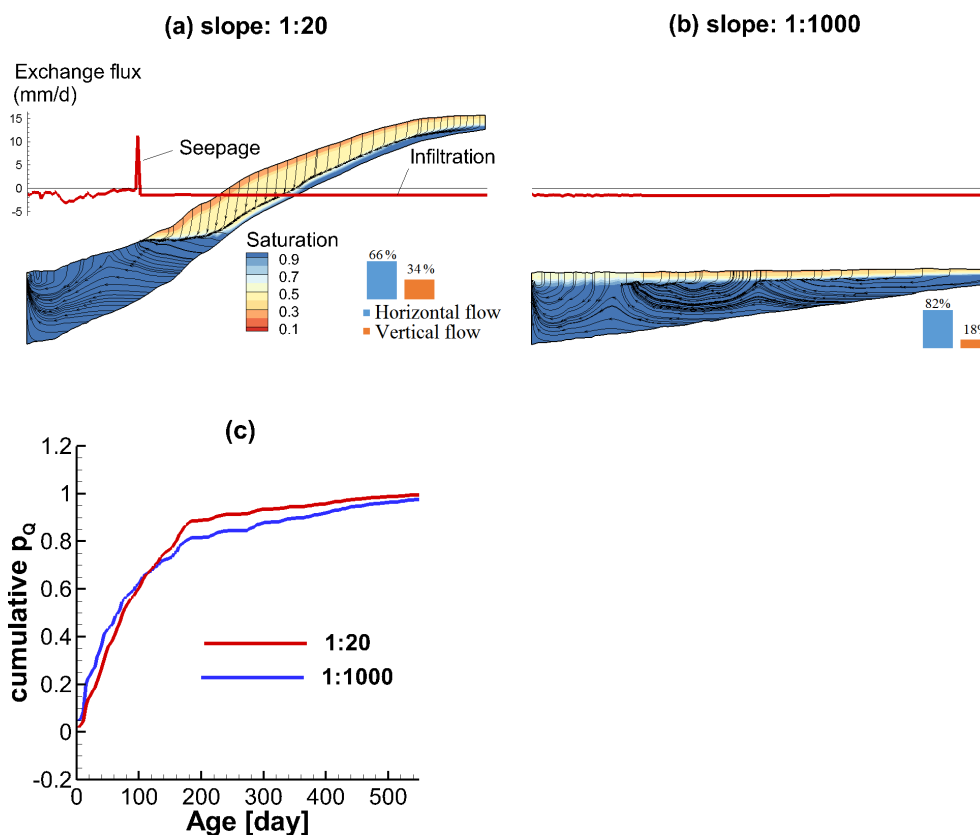 (a) slope: 1:20
(b) slope: 1:1000
Exchange flux
(mm/d)
15
10
5
0
-5
Seepage
Infiltration
Saturation
0.9
0.7
0.5
0.3
0.1
66%
34%
Horizontal flow
Vertical flow
82%
18%
(c)
cumulative pQ
1.2
1
0.8
0.6
0.4
0.2
0
-0.2
1:20
1:1000
0 100 200 300 400 500
Age [day]